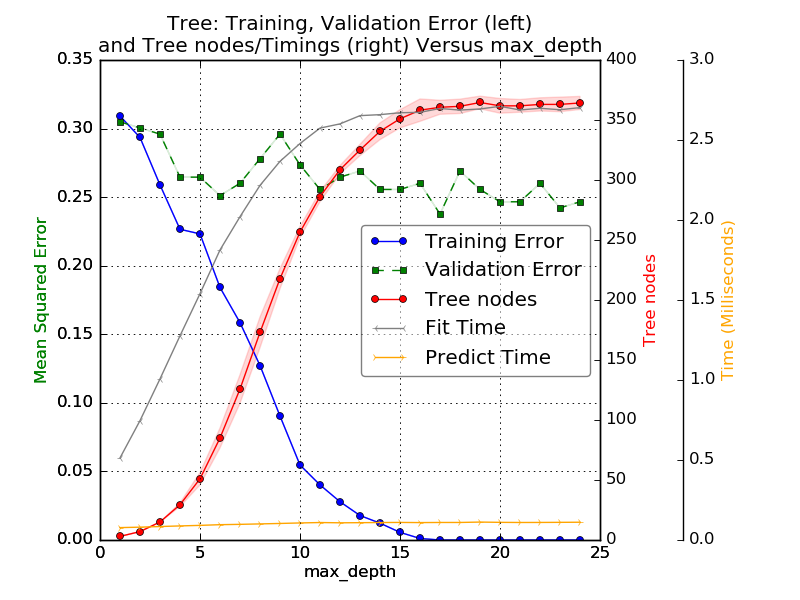 Tree: Training, Validation Error (left)
and Tree nodes/Timings (right) Versus max_depth
Mean Squared Error
0.35
0.30
0.25
0.20
0.15
0.10
0.05
0.00
0
5
10
15
20
25
max_depth
Training Error
Validation Error
Tree nodes
Fit Time
Predict Time
400
350
300
250
200
150
100
50
0
Tree nodes
3.0
2.5
2.0
1.5
1.0
0.5
0.0
Time (Milliseconds)